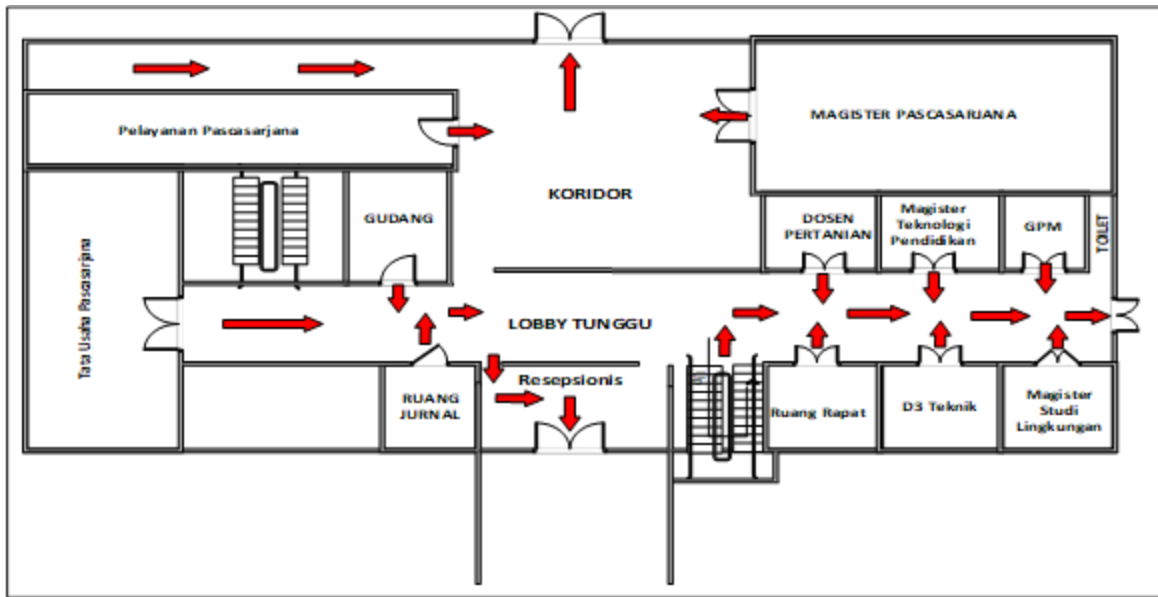 Pelayanan Pascasarjana
MAGISTER PASCASARJANA
KORIDOR
GUDANG
DOSEN
PERTANIAN
Magister
Teknologi
Pendidikan
GPM
TOILET
Tata Usaha Pascasarjana
LOBBY TUNGGU
Resepsionis
RUANG
JURNAL
Ruang Rapat
D3 Teknik
Magister
Studi
Lingkungan